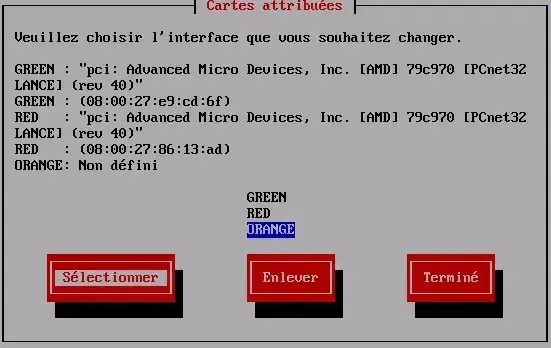 Cartes attribuées
Veuillez choisir l'interface que vous souhaitez changer.
GREEN : "pci: Advanced Micro Devices, Inc. [AMD] 79c970 [PCnet32
LANCE] (rev 40)"
GREEN : (08:00:27:e9:cd:6f)
RED : "pci: Advanced Micro Devices, Inc. [AMD] 79c970 [PCnet32
LANCE] (rev 40)"
RED : (08:00:27:86:13:ad)
ORANGE: Non défini
GREEN
RED
ORANGE
Sélectionner Enlever Terminé